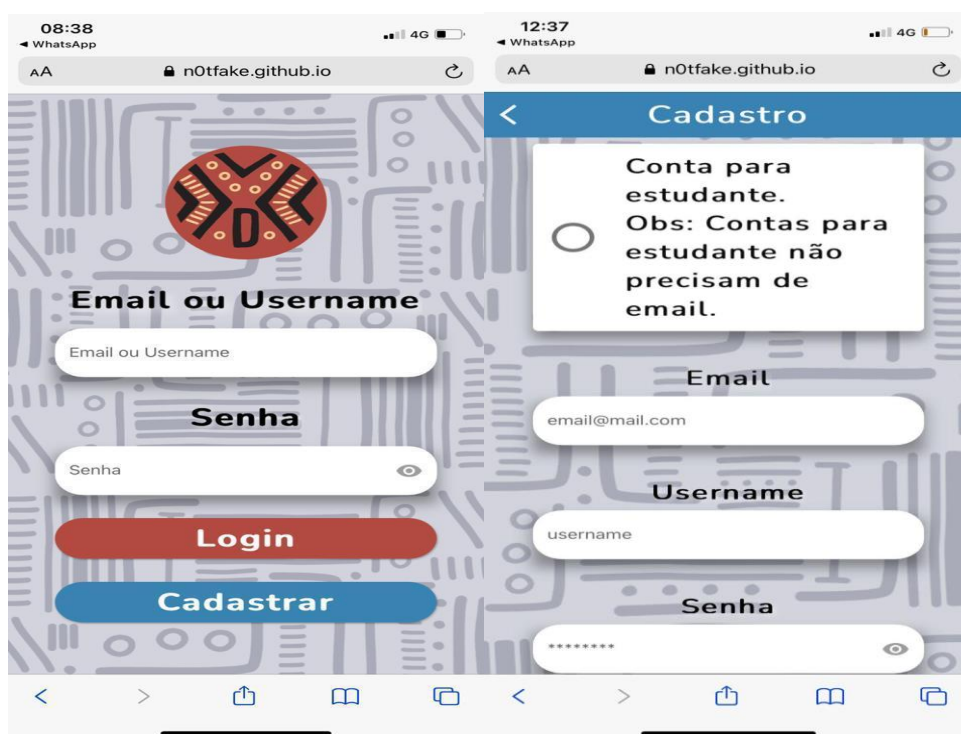 08:38
◄ WhatsApp
4G
AA
n0tfake.github.io
D
Email ou Username
Email ou Username
Senha
Senha
Login
Cadastrar
12:37
◄ WhatsApp
4G
AA
n0tfake.github.io
Cadastro
Conta para
estudante.
Obs: Contas para
estudante não
precisam de
email.
Email
email@mail.com
Username
username
Senha
********